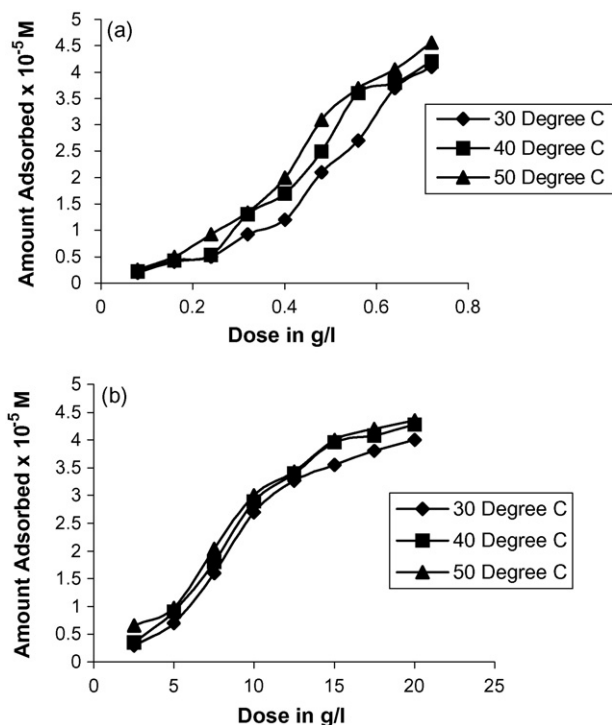 (a)
5
4.5
4
3.5
3
2.5
2
1.5
1
0.5
0
0 0.2 0.4 0.6 0.8
Amount Adsorbed x 10⁻⁵ M
Dose in g/l
30 Degree C
40 Degree C
50 Degree C
(b)
5
4.5
4
3.5
3
2.5
2
1.5
1
0.5
0
0 5 10 15 20 25
Amount Adsorbed x 10⁻⁵ M
Dose in g/l
30 Degree C
40 Degree C
50 Degree C